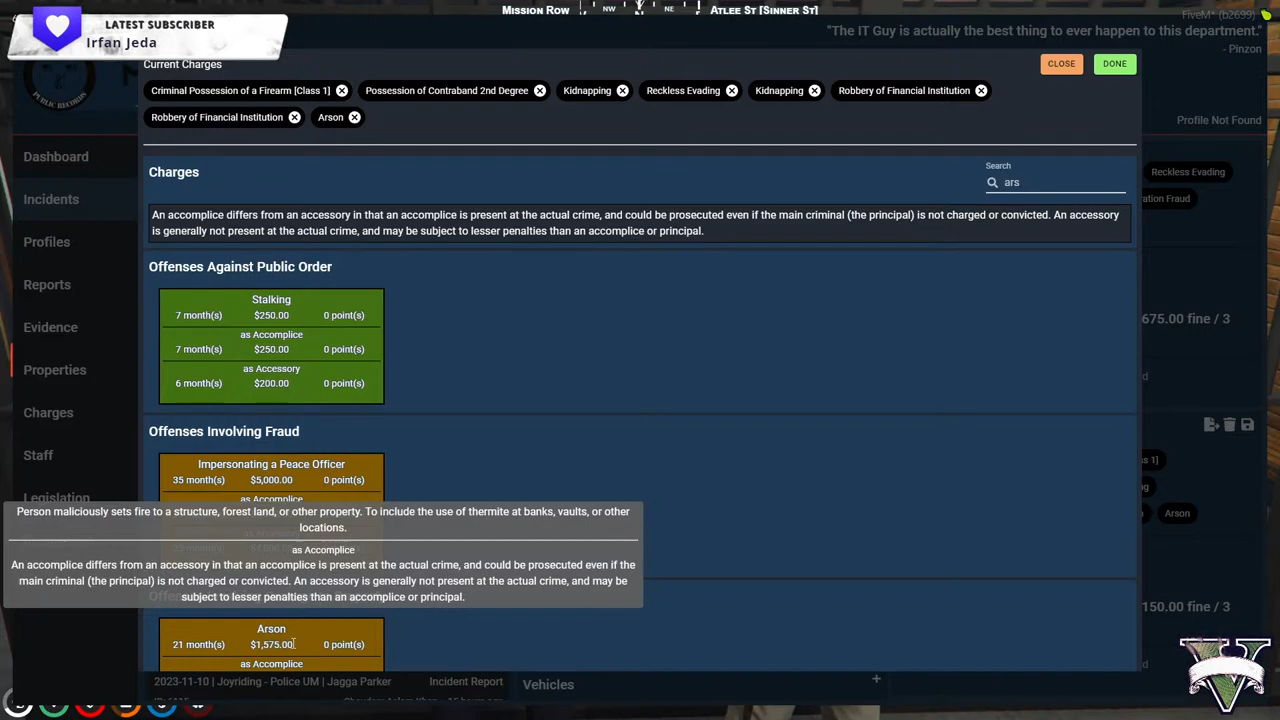 Mission Row NW NE Atlee St [Sinner St]
FiveM* (b2699)
LATEST SUBSCRIBER
Irfan Jeda
"The IT Guy is actually the best thing to ever happen to this department."
- Pinzon
PUBLIC RECORDS
Current Charges
CLOSE
DONE
Criminal Possession of a Firearm [Class 1]
Possession of Contraband 2nd Degree
Kidnapping
Reckless Evading
Kidnapping
Robbery of Financial Institution
Robbery of Financial Institution
Arson
Profile Not Found
Dashboard
Incidents
Profiles
Reports
Evidence
Properties
Charges
Staff
Legislation
Charges
Search
ars
An accomplice differs from an accessory in that an accomplice is present at the actual crime, and could be prosecuted even if the main criminal (the principal) is not charged or convicted. An accessory
is generally not present at the actual crime, and may be subject to lesser penalties than an accomplice or principal.
Reckless Evading
ration Fraud
Offenses Against Public Order
Stalking
7 month(s) $250.00 0 point(s)
as Accomplice
7 month(s) $250.00 0 point(s)
as Accessory
6 month(s) $200.00 0 point(s)
675.00 fine / 3
Offenses Involving Fraud
Impersonating a Peace Officer
35 month(s) $5,000.00 0 point(s)
as Accomplice
ss 1]
Arson
Person maliciously sets fire to a structure, forest land, or other property. To include the use of thermite at banks, vaults, or other
locations.
as Accomplice
An accomplice differs from an accessory in that an accomplice is present at the actual crime, and could be prosecuted even if the
main criminal (the principal) is not charged or convicted. An accessory is generally not present at the actual crime, and may be
subject to lesser penalties than an accomplice or principal.
150.00 fine / 3
Arson
21 month(s) $1,575.00 0 point(s)
as Accomplice
2023-11-10 | Joyriding - Police UM | Jagga Parker
Incident Report
Vehicles